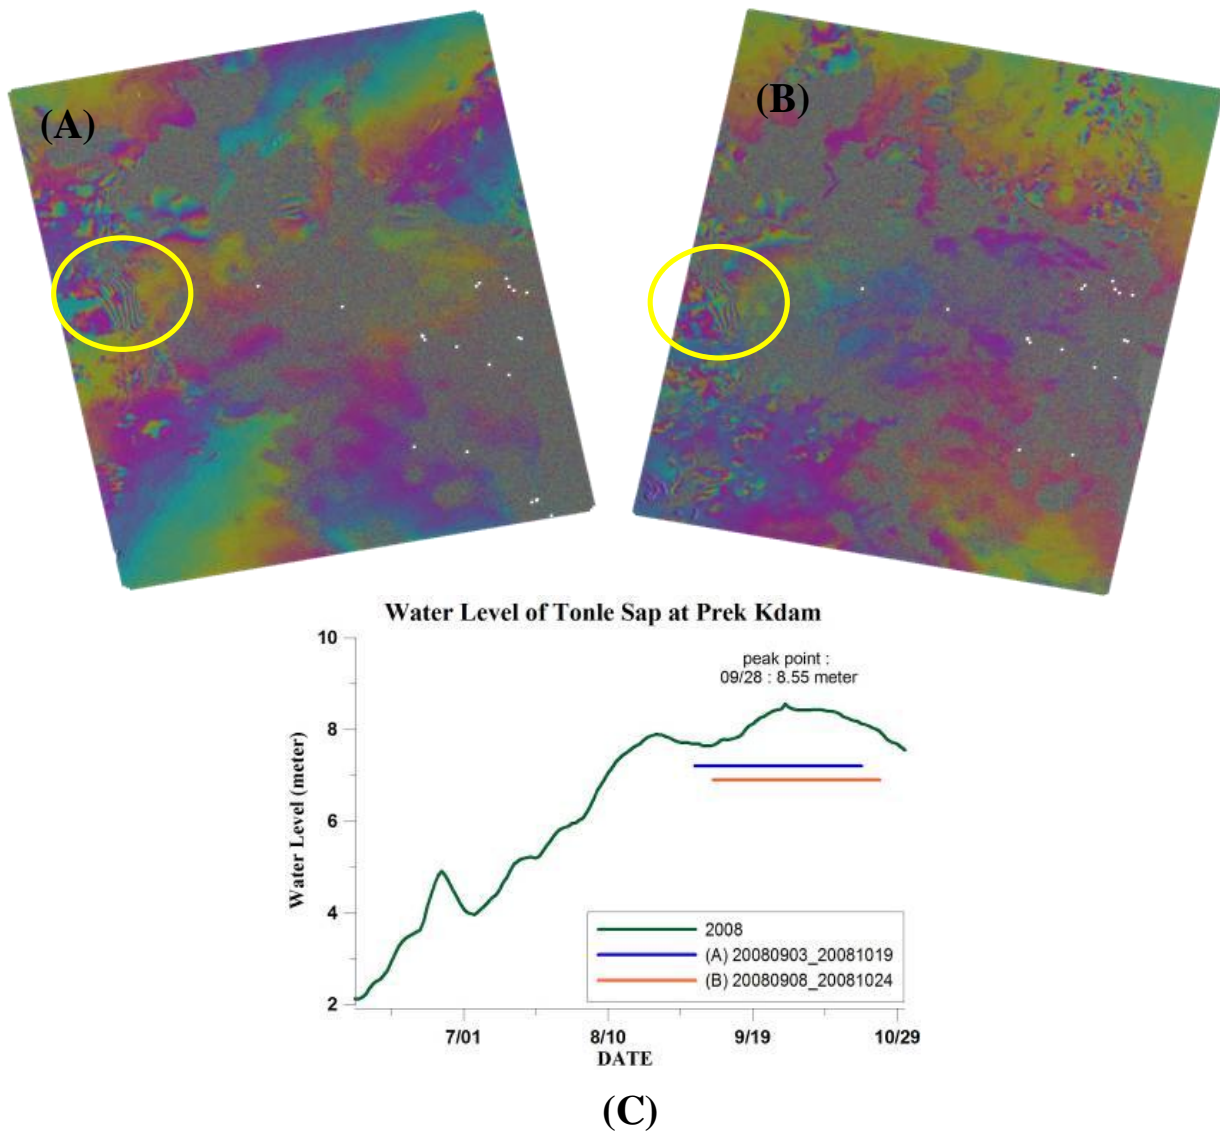 (A)
(B)
Water Level of Tonle Sap at Prek Kdam
peak point :
09/28 : 8.55 meter
Water Level (meter)
10
8
6
4
2
7/01
8/10
9/19
10/29
DATE
2008
(A) 20080903_20081019
(B) 20080908_20081024
(C)